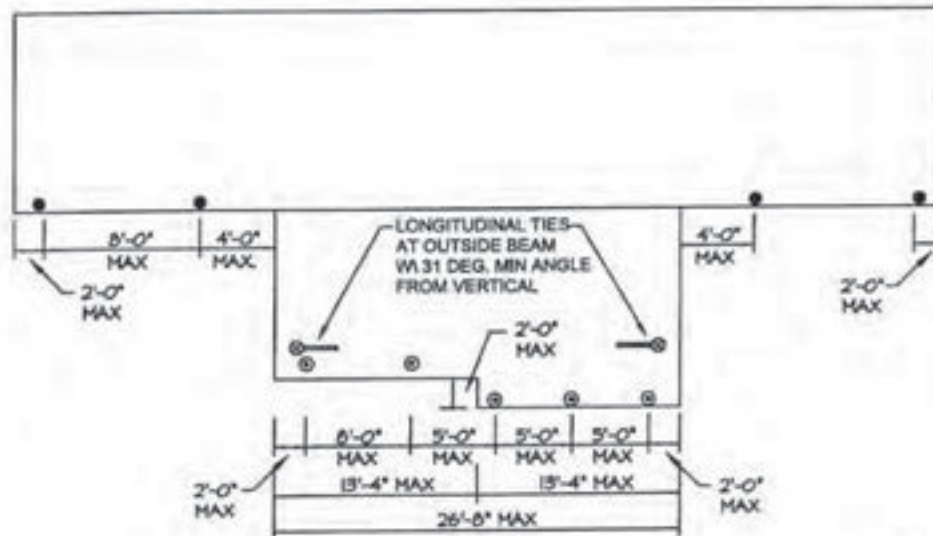 8'-0"
MAX
4'-0"
MAX.
2'-0"
MAX
LONGITUDINAL TIES
AT OUTSIDE BEAM
W\ 31 DEG. MIN ANGLE
FROM VERTICAL
2'-0"
MAX
4'-0"
MAX
2'-0"
MAX
8'-0"
MAX
5'-0"
MAX
5'-0"
MAX
5'-0"
MAX
2'-0"
MAX
13'-4" MAX
13'-4" MAX
2'-0"
MAX
26'-8" MAX